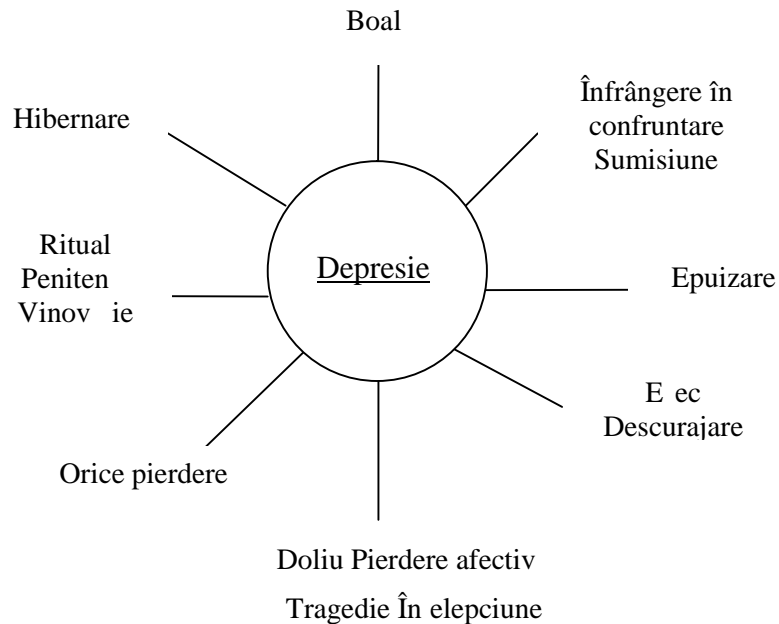 Boal
Înfrângere în
confruntare
Sumisiune
Hibernare
Ritual
Peniten
Vinov ie
Depresie
Epuizare
E ec
Descurajare
Orice pierdere
Doliu Pierdere afectiv
Tragedie În elepciune